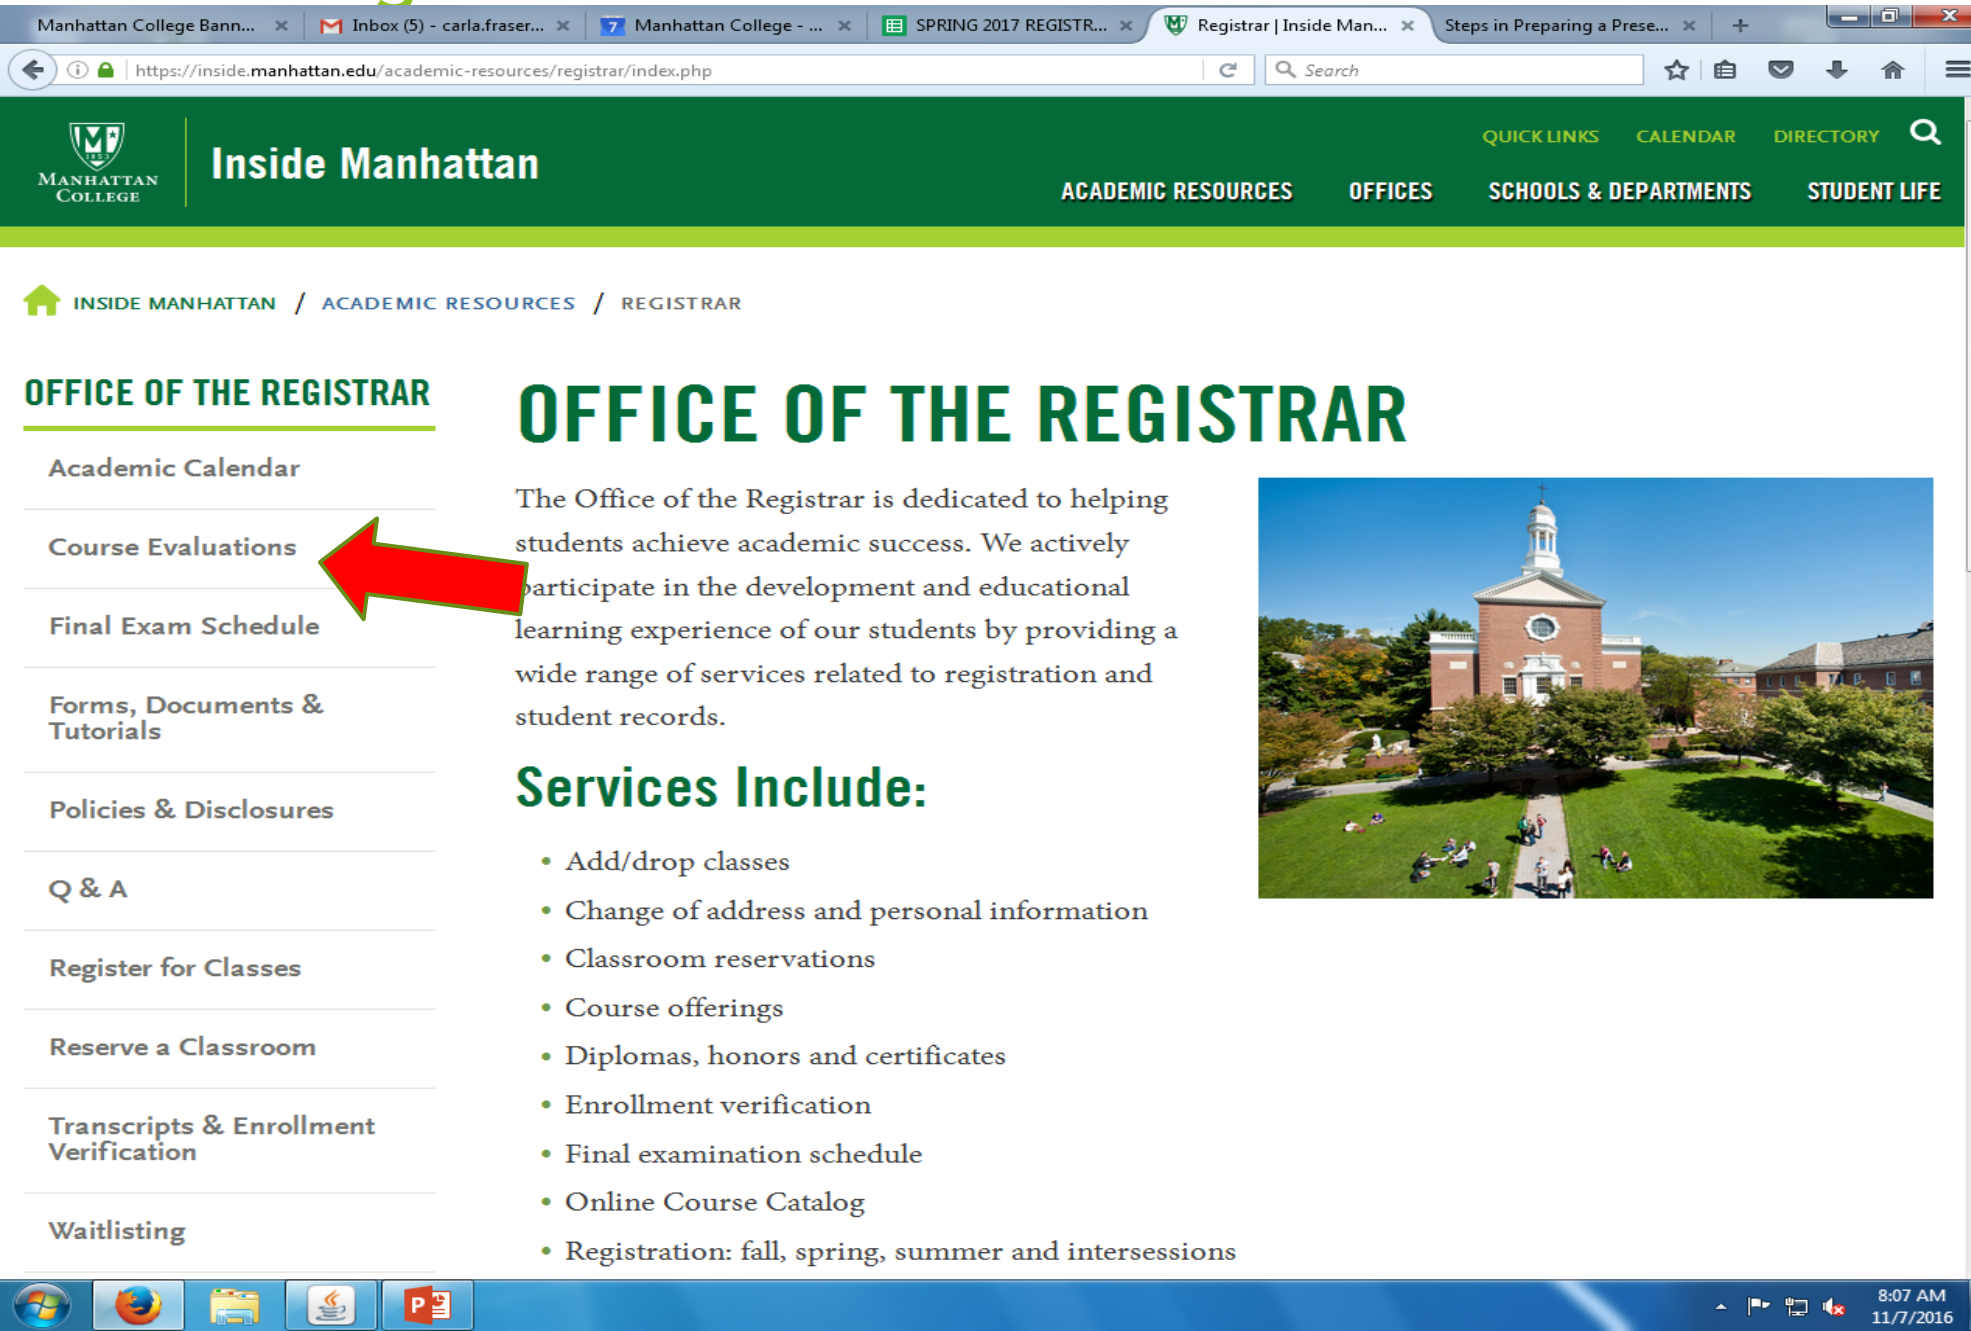 Manhattan College Bann...
Inbox (5) - carla.fraser...
7 Manhattan College - ...
SPRING 2017 REGISTR...
Registrar | Inside Man...
Steps in Preparing a Prese...
https://inside.manhattan.edu/academic-resources/registrar/index.php
Search
MANHATTAN
COLLEGE
Inside Manhattan
QUICK LINKS CALENDAR DIRECTORY
ACADEMIC RESOURCES OFFICES SCHOOLS & DEPARTMENTS STUDENT LIFE
INSIDE MANHATTAN / ACADEMIC RESOURCES / REGISTRAR
OFFICE OF THE REGISTRAR
Academic Calendar
Course Evaluations
Final Exam Schedule
Forms, Documents &
Tutorials
Policies & Disclosures
Q & A
Register for Classes
Reserve a Classroom
Transcripts & Enrollment
Verification
Waitlisting
OFFICE OF THE REGISTRAR
The Office of the Registrar is dedicated to helping
students achieve academic success. We actively
participate in the development and educational
learning experience of our students by providing a
wide range of services related to registration and
student records.
Services Include:
• Add/drop classes
• Change of address and personal information
• Classroom reservations
• Course offerings
• Diplomas, honors and certificates
• Enrollment verification
• Final examination schedule
• Online Course Catalog
• Registration: fall, spring, summer and intersessions
8:07 AM
11/7/2016